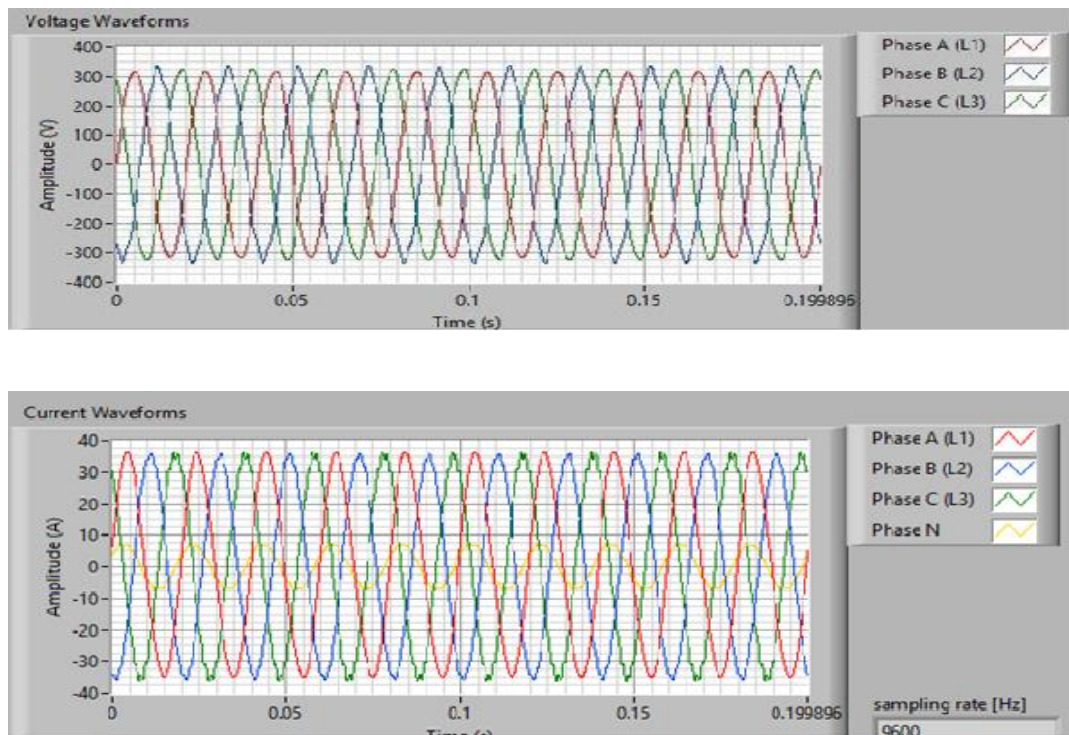 Voltage Waveforms
Phase A (L1)
Phase B (L2)
Phase C (L3)
Amplitude (V)
400
300
200
100
0
-100
-200
-300
-400
0
0.05
0.1
0.15
0.199896
Time (s)
Current Waveforms
Phase A (L1)
Phase B (L2)
Phase C (L3)
Phase N
Amplitude (A)
40
30
20
10
0
-10
-20
-30
-40
0
0.05
0.1
0.15
0.199896
Time (s)
sampling rate [Hz]
9600